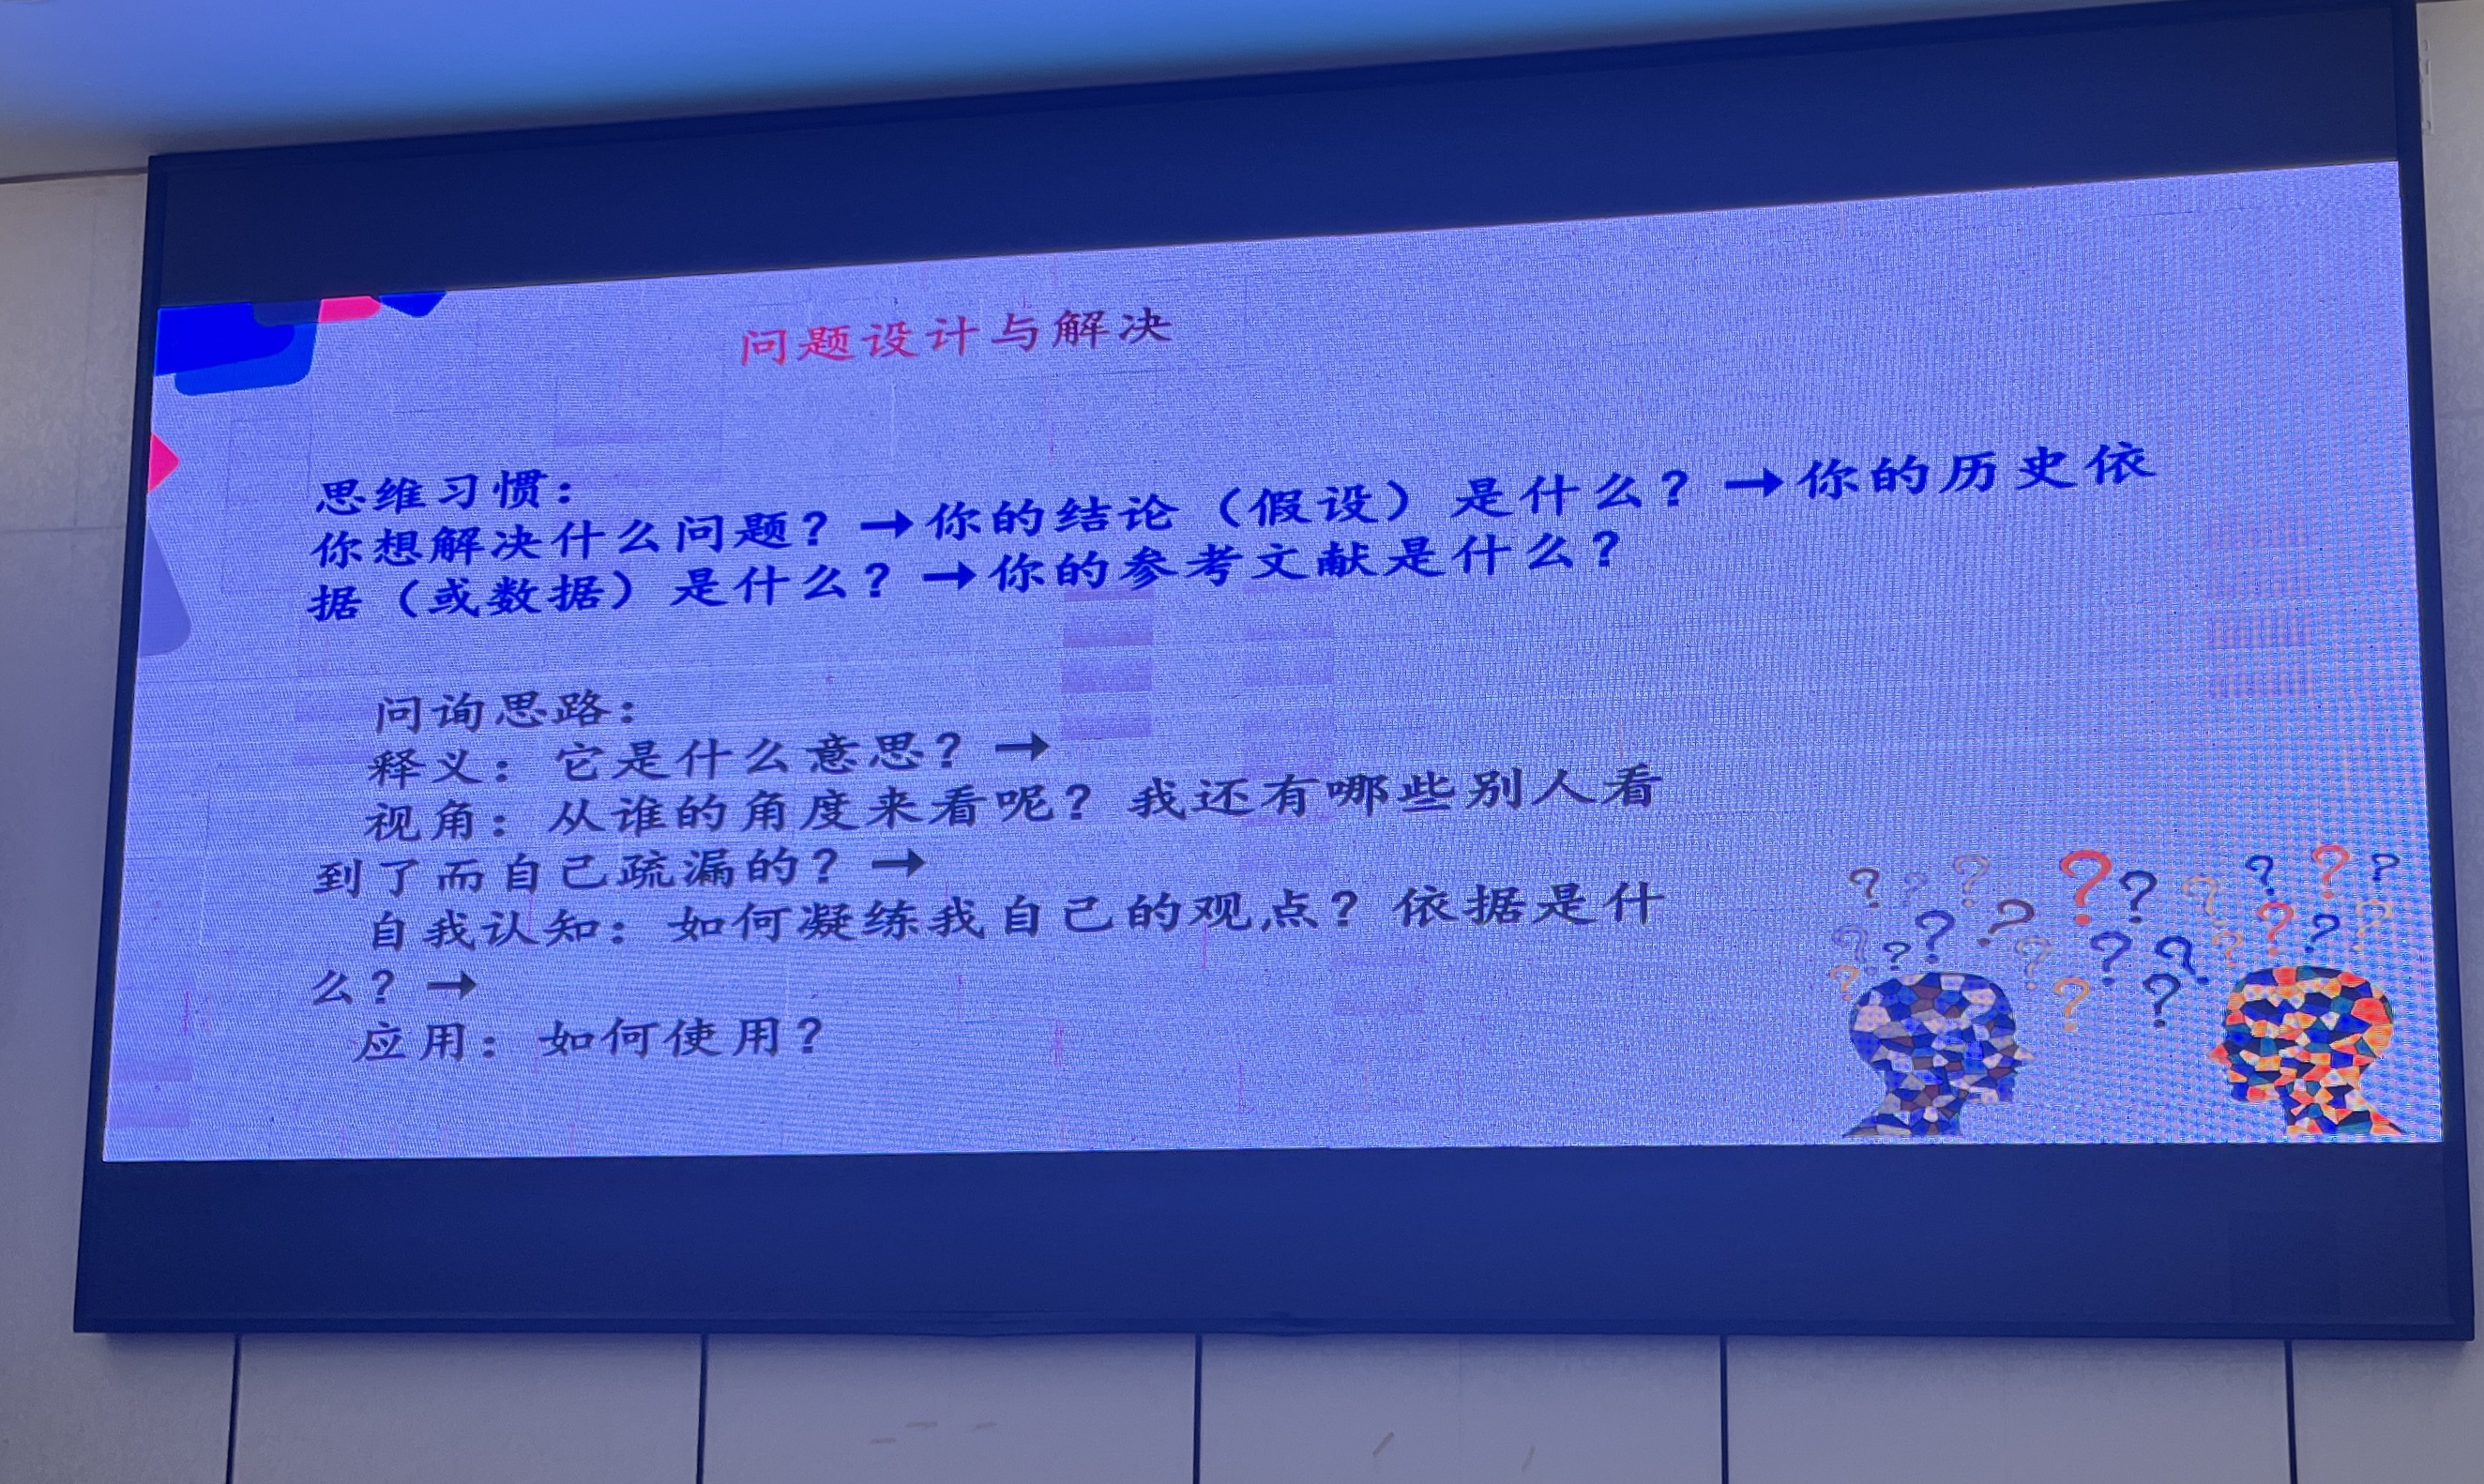 问题设计与解决
思维习惯：
你想解决什么问题？→你的结论（假设）是什么？→你的历史依
据（或数据）是什么？→你的参考文献是什么？
问询思路：
释义：它是什么意思？→
视角：从谁的角度来看呢？我还有哪些别人看
到了而自己疏漏的？→
自我认知：如何凝练我自己的观点？依据是什
么？→
应用：如何使用？